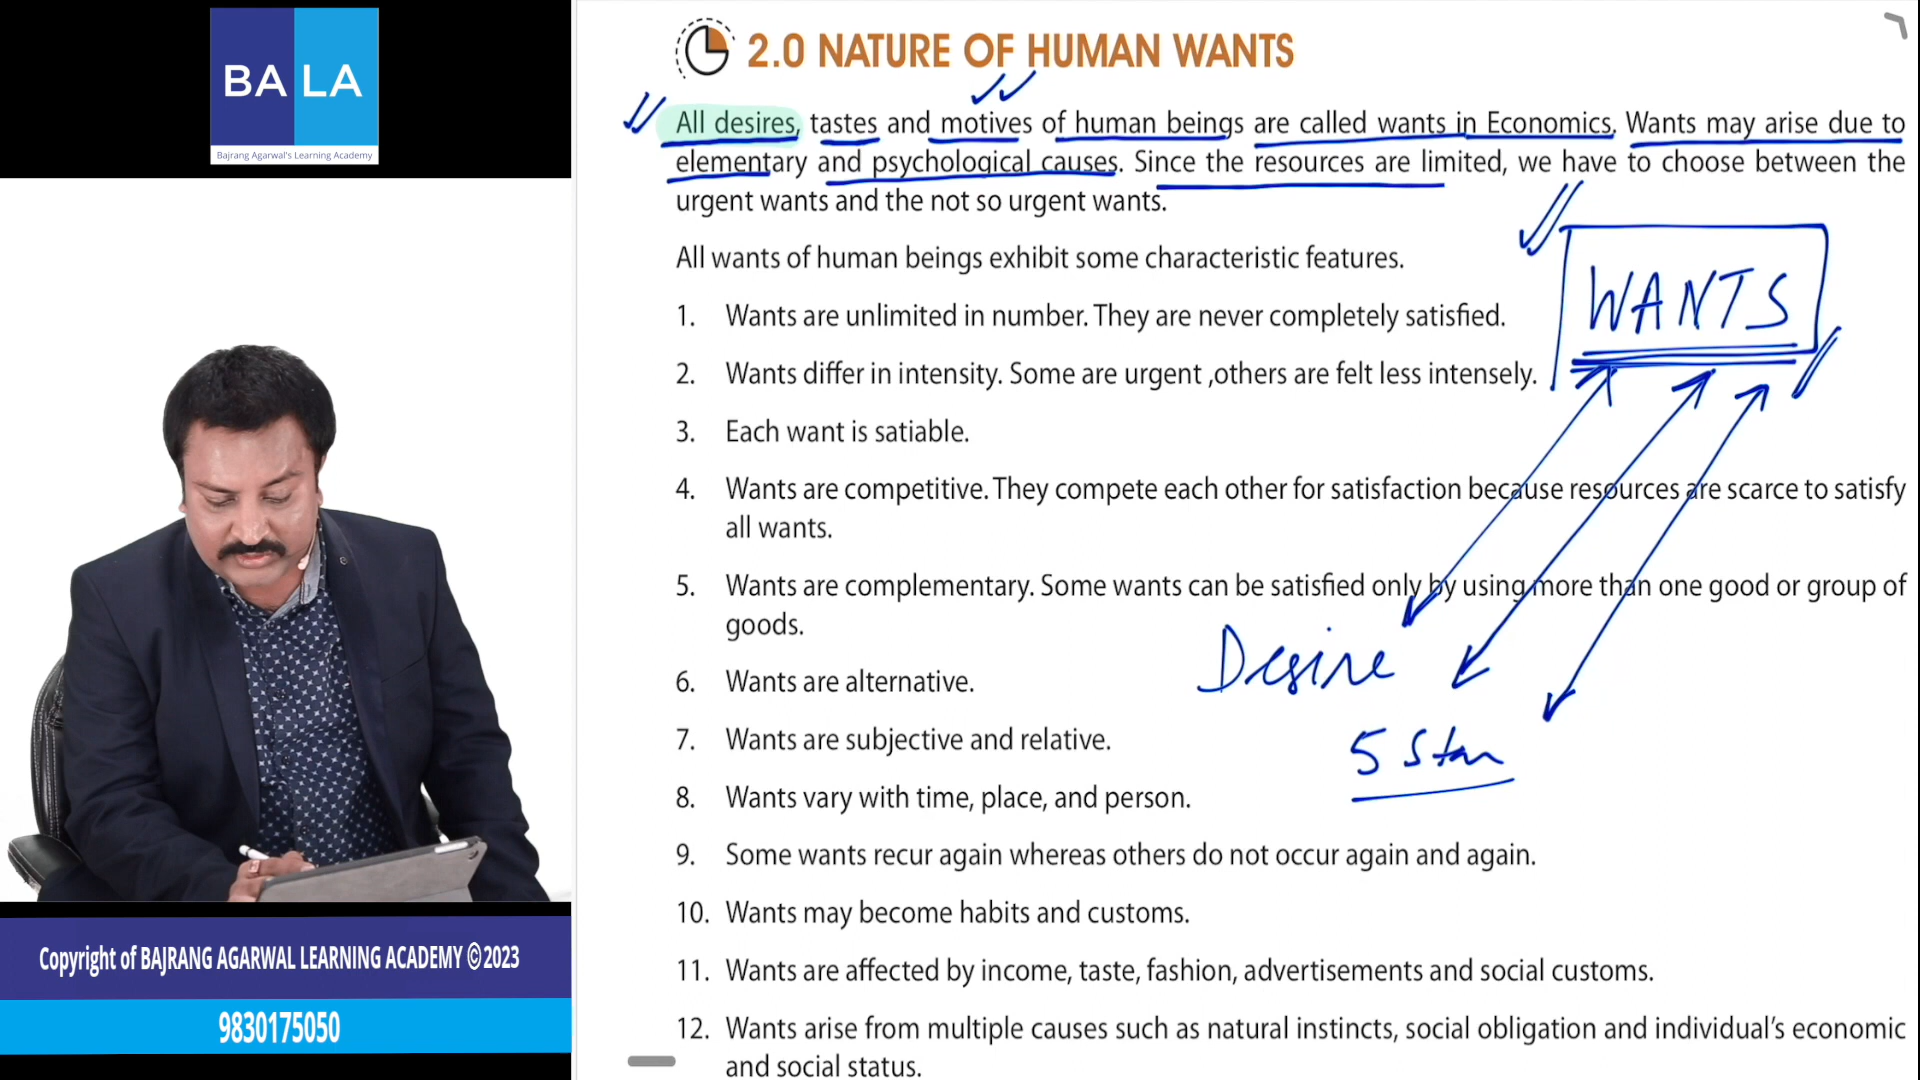 BA LA
Bajrang Agarwal's Learning Academy
2.0 NATURE OF HUMAN WANTS
All desires, tastes and motives of human beings are called wants in Economics. Wants may arise due to
elementary and psychological causes. Since the resources are limited, we have to choose between the
urgent wants and the not so urgent wants.
All wants of human beings exhibit some characteristic features.
WANTS
1. Wants are unlimited in number. They are never completely satisfied.
2. Wants differ in intensity. Some are urgent ,others are felt less intensely.
3. Each want is satiable.
4. Wants are competitive. They compete each other for satisfaction because resources are scarce to satisfy
all wants.
5. Wants are complementary. Some wants can be satisfied only by using more than one good or group of
goods.
Desire
6. Wants are alternative.
7. Wants are subjective and relative.
5 Star
8. Wants vary with time, place, and person.
9. Some wants recur again whereas others do not occur again and again.
10. Wants may become habits and customs.
11. Wants are affected by income, taste, fashion, advertisements and social customs.
12. Wants arise from multiple causes such as natural instincts, social obligation and individual's economic
and social status.
Copyright of BAJRANG AGARWAL LEARNING ACADEMY ©2023
9830175050